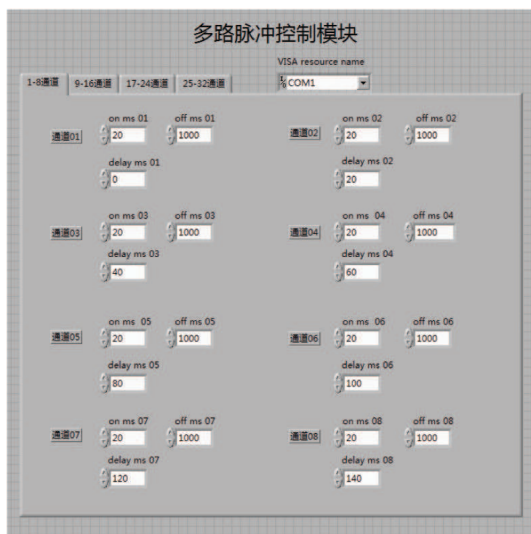 多路脉冲控制模块
VISA resource name
COM1
1-8通道 9-16通道 17-24通道 25-32通道
on ms 01 off ms 01 on ms 02 off ms 02
通道01 20 1000 通道02 20 1000
delay ms 01 delay ms 02
0 20
on ms 03 off ms 03 on ms 04 off ms 04
通道03 20 1000 通道04 20 1000
delay ms 03 delay ms 04
40 60
on ms 05 off ms 05 on ms 06 off ms 06
通道05 20 1000 通道06 20 1000
delay ms 05 delay ms 06
80 100
on ms 07 off ms 07 on ms 08 off ms 08
通道07 20 1000 通道08 20 1000
delay ms 07 delay ms 08
120 140